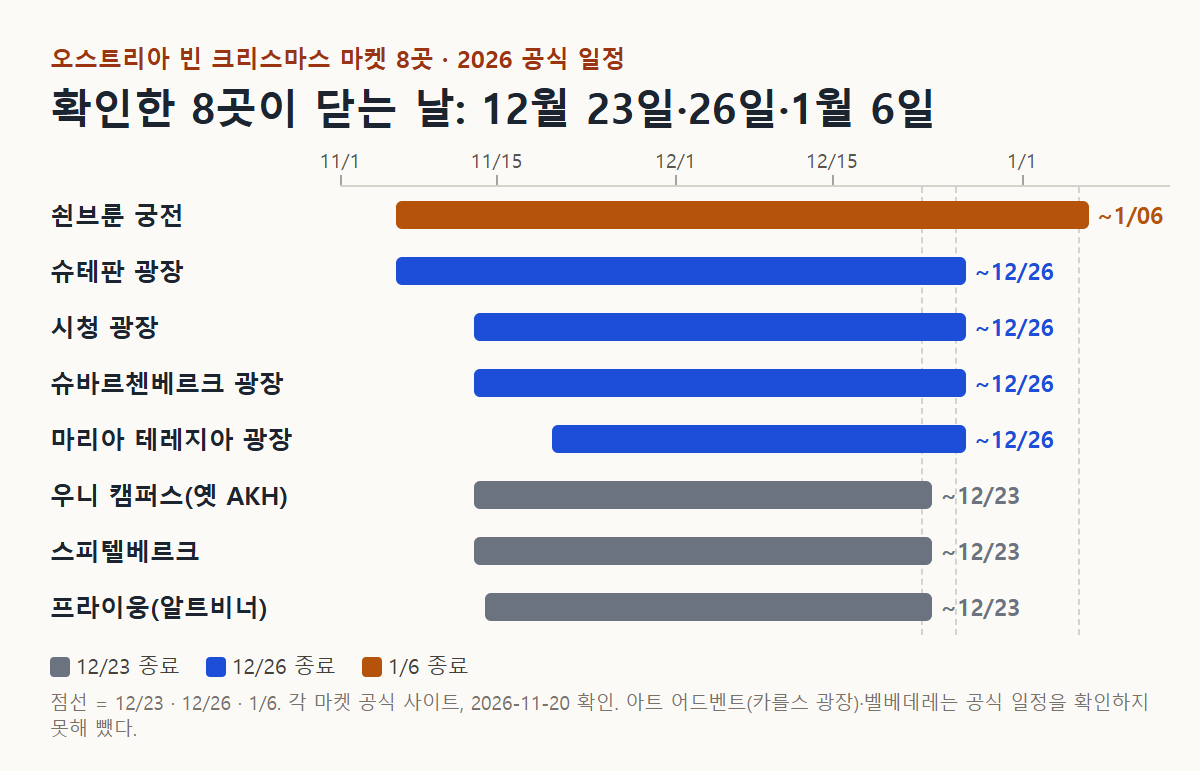 오스트리아 빈 크리스마스 마켓 8곳 · 2026 공식 일정
확인한 8곳이 닫는 날: 12월 23일·26일·1월 6일
11/1 11/15 12/1 12/15 1/1
쇤브룬 궁전 ~1/06
슈테판 광장 ~12/26
시청 광장 ~12/26
슈바르첸베르크 광장 ~12/26
마리아 테레지아 광장 ~12/26
우니 캠퍼스(옛 AKH) ~12/23
스피텔베르크 ~12/23
프라이웅(알트비너) ~12/23
12/23 종료 12/26 종료 1/6 종료
점선 = 12/23 · 12/26 · 1/6. 각 마켓 공식 사이트, 2026-11-20 확인. 아트 어드벤트(카를스 광장)·벨베데레는 공식 일정을 확인하지
못해 뺐다.